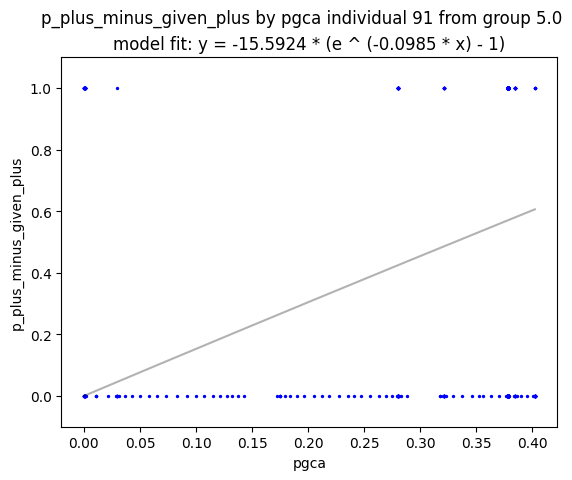 p_plus_minus_given_plus by pgca individual 91 from group 5.0
model fit: y = -15.5924 * (e ^ (-0.0985 * x) - 1)
1.0
0.8
0.6
0.4
0.2
0.0
p_plus_minus_given_plus
0.00 0.05 0.10 0.15 0.20 0.25 0.30 0.35 0.40
pgca